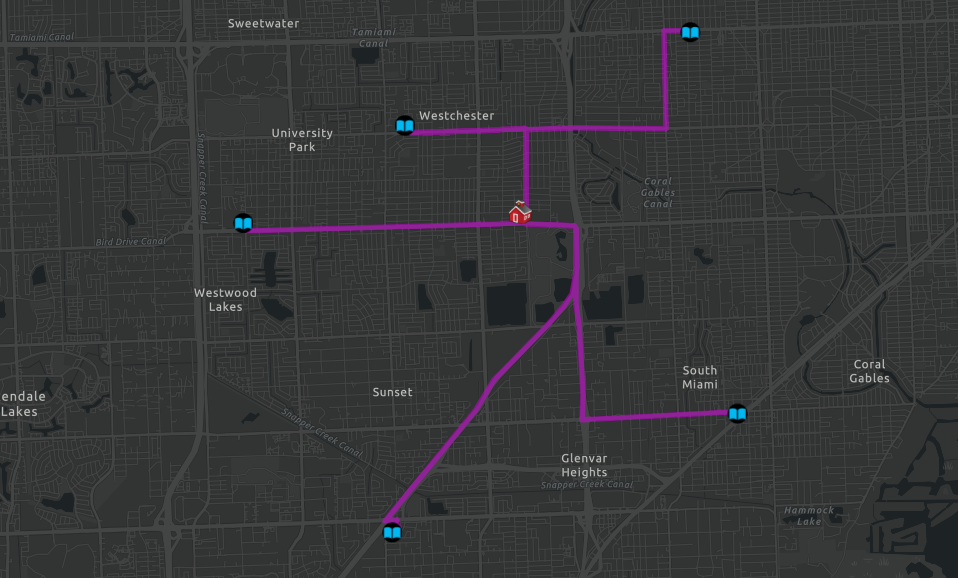 Sweetwater
Tamiami Canal
Tamiami
Canal
Westchester
University
Park
Snapper Creek Canal
Coral
Gables
Canal
Bird Drive Canal
Westwood
Lakes
South
Miami
Coral
Gables
Sunset
endale
Lakes
Snapper Creek Canal
Glenvar
Heights
Snapper Creek Canal
Hammock
Lake